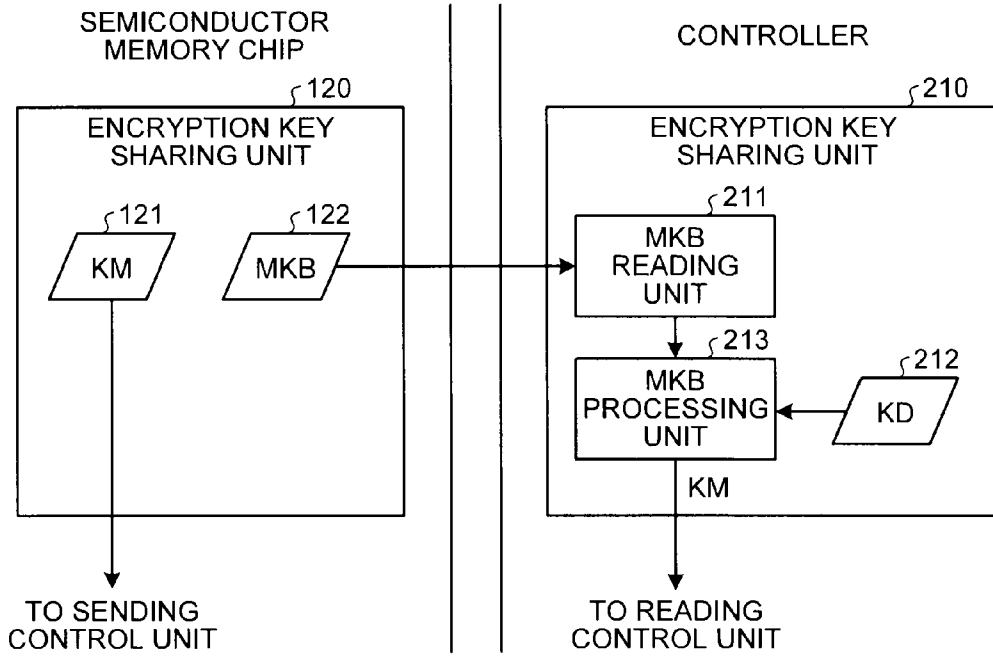 SEMICONDUCTOR
MEMORY CHIP
CONTROLLER
120
210
ENCRYPTION KEY
SHARING UNIT
ENCRYPTION KEY
SHARING UNIT
121
122
211
KM
MKB
MKB
READING
UNIT
213
212
MKB
PROCESSING
UNIT
KD
KM
TO SENDING
CONTROL UNIT
TO READING
CONTROL UNIT